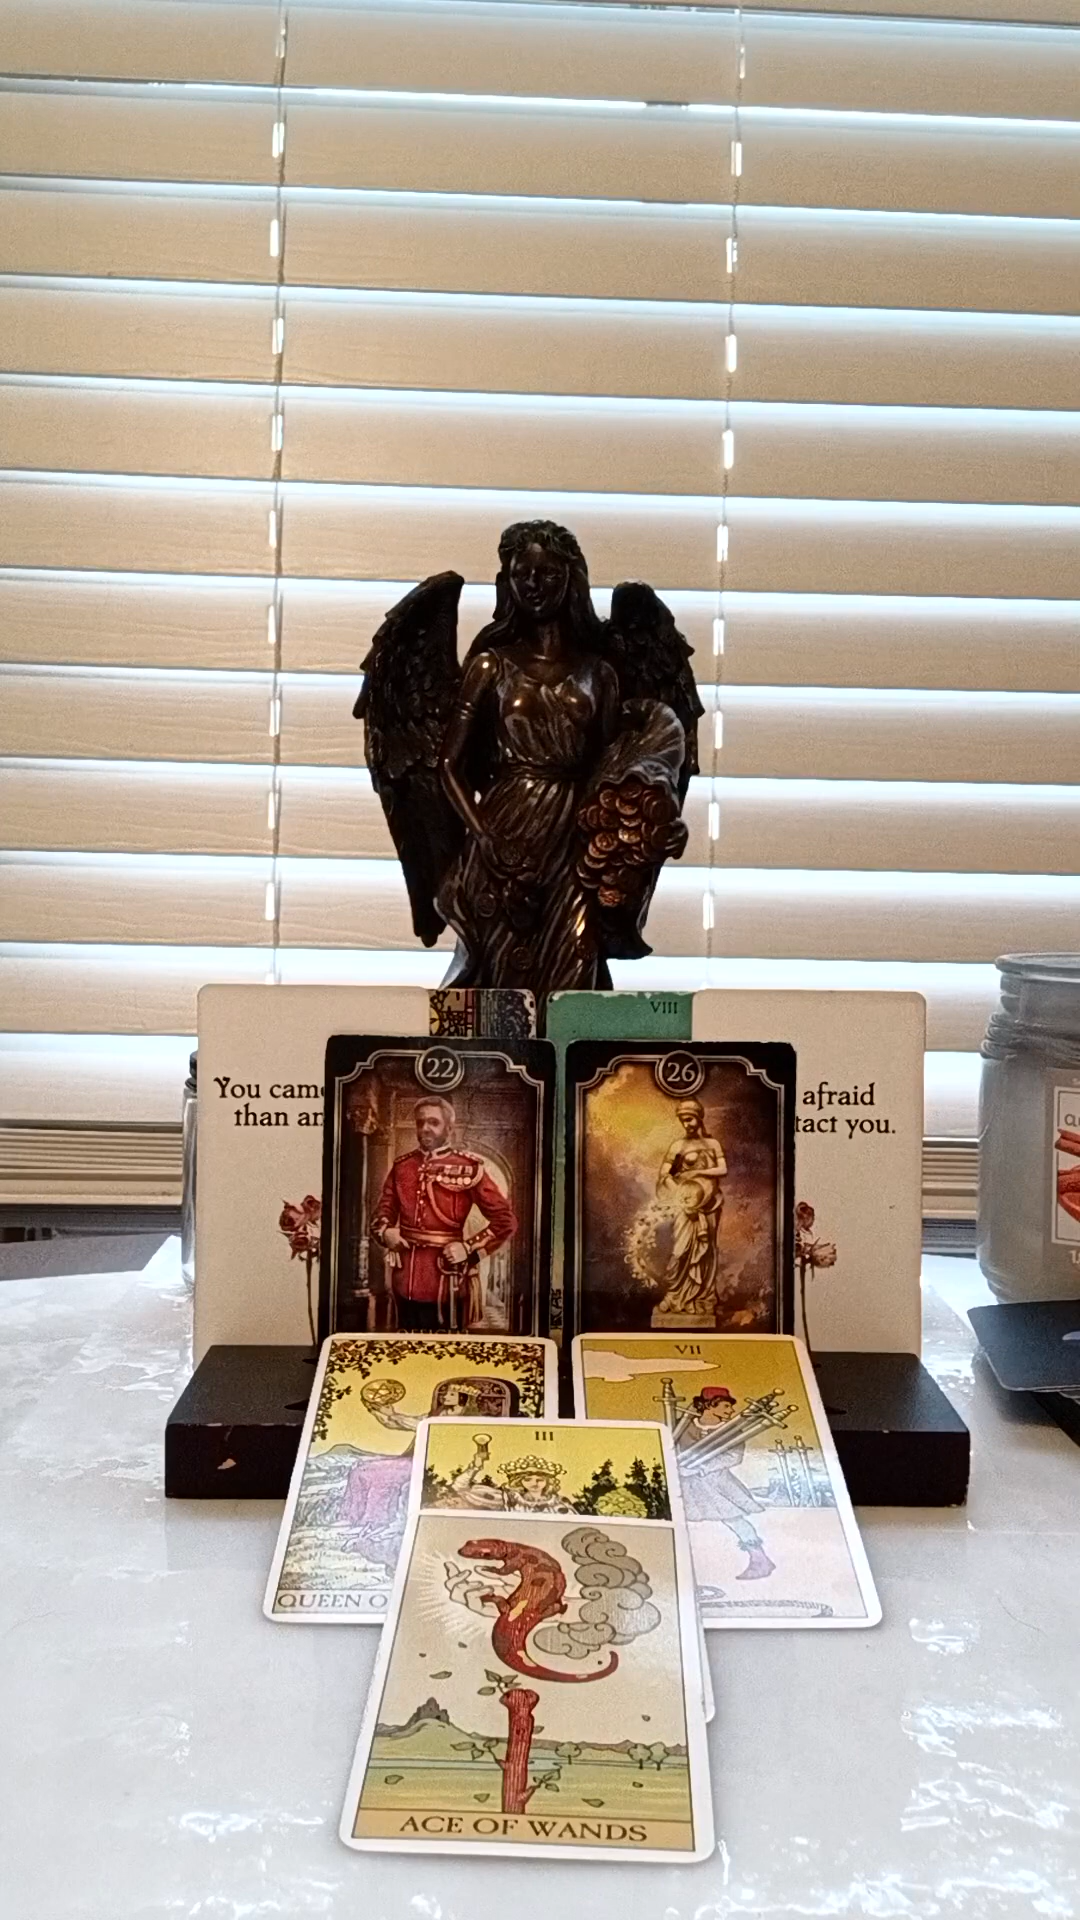 VIII
22
26
You came
than an
afraid
tact you.
VII
III
QUEEN O
ACE OF WANDS